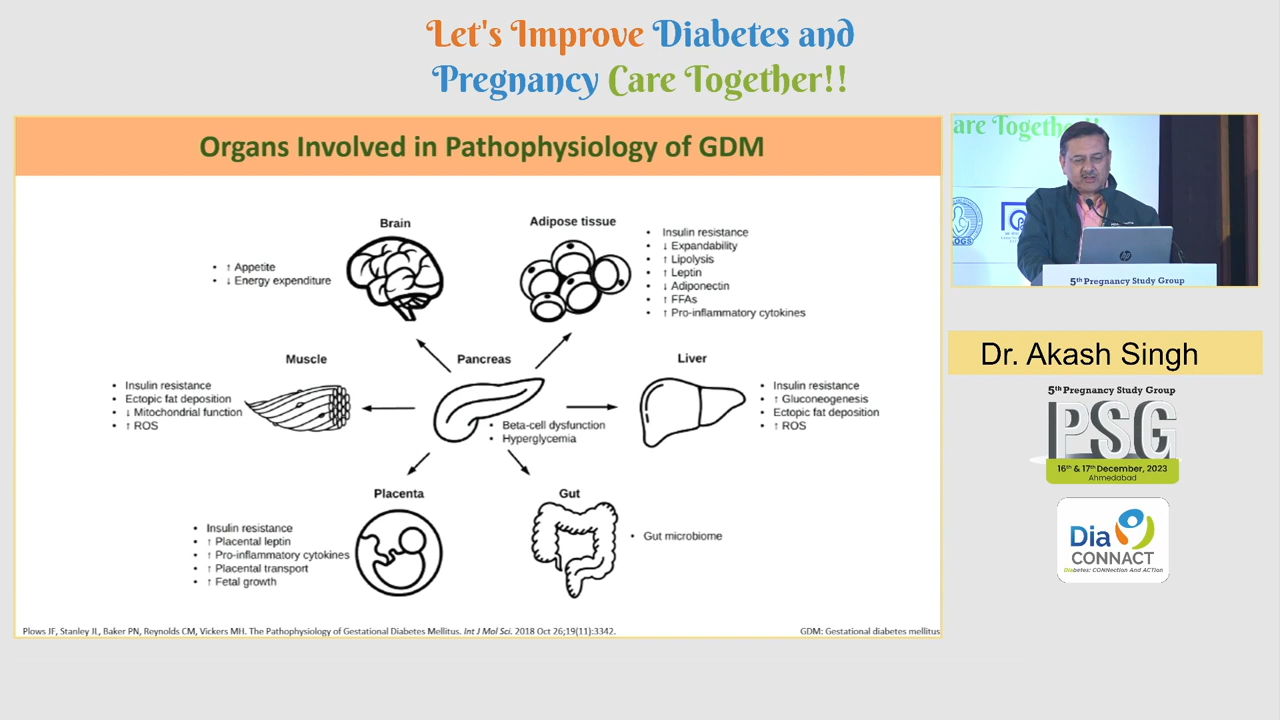 Let's Improve Diabetes and
Pregnancy Care Together!!
Organs Involved in Pathophysiology of GDM
Brain
• ↑ Appetite
• ↓ Energy expenditure
Adipose tissue
• Insulin resistance
• ↓ Expandability
• ↑ Lipolysis
• ↑ Leptin
• ↓ Adiponectin
• ↑ FFAs
• ↑ Pro-inflammatory cytokines
Muscle
• Insulin resistance
• Ectopic fat deposition
• ↓ Mitochondrial function
• ↑ ROS
Pancreas
• Beta-cell dysfunction
• Hyperglycemia
Liver
• Insulin resistance
• ↑ Gluconeogenesis
• Ectopic fat deposition
• ↑ ROS
Placenta
• Insulin resistance
• ↑ Placental leptin
• ↑ Pro-inflammatory cytokines
• ↑ Placental transport
• ↑ Fetal growth
Gut
• Gut microbiome
Plows JF, Stanley JL, Baker PN, Reynolds CM, Vickers MH. The Pathophysiology of Gestational Diabetes Mellitus. Int J Mol Sci. 2018 Oct 26;19(11):3342.
GDM: Gestational diabetes mellitus
are Together!!
hp
5th Pregnancy Study Group
Dr. Akash Singh
5th Pregnancy Study Group
PSG
16th & 17th December, 2023
Ahmedabad
Dia
CONNACT
Diabetes: CONNection And ACTion